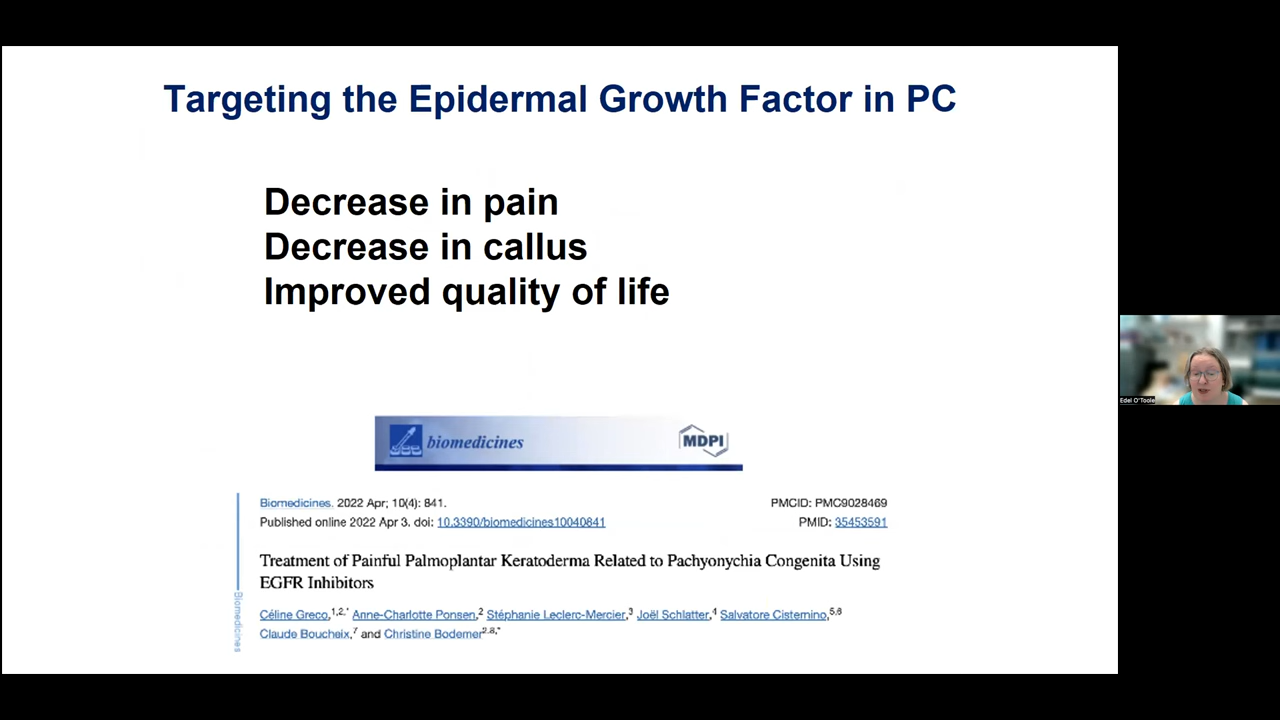 Targeting the Epidermal Growth Factor in PC
Decrease in pain
Decrease in callus
Improved quality of life
biomedicines
MDPI
Biomedicines. 2022 Apr; 10(4): 841.
PMCID: PMC9028469
Published online 2022 Apr 3. doi: 10.3390/biomedicines10040841
PMID: 35453591
Treatment of Painful Palmoplantar Keratoderma Related to Pachyonychia Congenita Using
EGFR Inhibitors
Céline Greco,1,2,* Anne-Charlotte Ponsen,2 Stéphanie Leclerc-Mercier,3 Joël Schlatter,4 Salvatore Cisternino,5,6
Claude Boucheix,7 and Christine Bodemer2,8,*
Biomedicines
Edel O'Toole